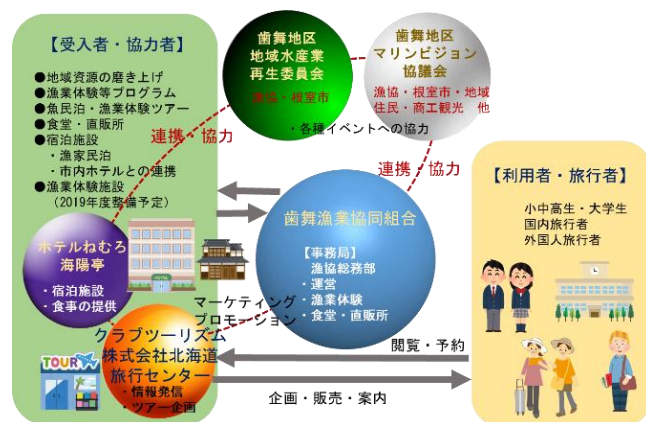 【受入者・協力者】
●地域資源の磨き上げ
●漁業体験等プログラム
●魚民泊・漁業体験ツアー
●食堂・直販所
●宿泊施設
・漁家民泊
・市内ホテルとの連携
●漁業体験施設
（2019年度整備予定）
歯舞地区
地域水産業
再生委員会
漁協・根室市
歯舞地区
マリンビジョン
協議会
漁協・根室市・地域
住民・商工観光　他
・各種イベントへの協力
連携・協力
連携・協力
歯舞漁業協同組合
【事務局】
漁協総務部
・運営
・漁業体験
・食堂・直販所
ホテルねむろ
海陽亭
・宿泊施設
・食事の提供
HOTEL
マーケティング
プロモーション
クラブツーリズム
株式会社北海道
旅行センター
・情報発信
・ツアー企画
TOUR
【利用者・旅行者】
小中高生・大学生
国内旅行者
外国人旅行者
閲覧・予約
企画・販売・案内